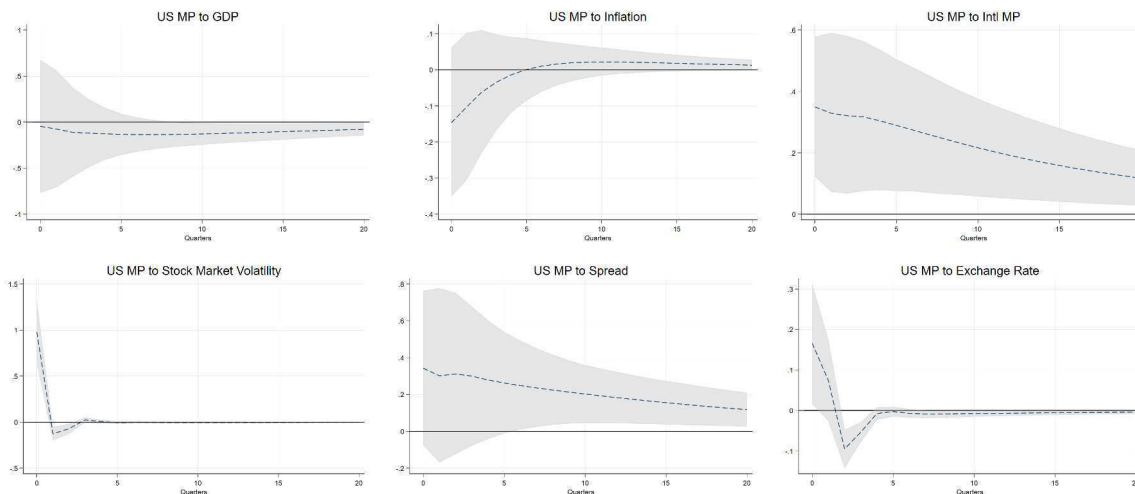 US MP to GDP
1
.5
0
-.5
-1
0 5 10 15 20
Quarters
US MP to Inflation
.1
0
-.1
-.2
-.3
-.4
0 5 10 15 20
Quarters
US MP to Intl MP
.6
.4
.2
0
0 5 10 15
Quarters
US MP to Stock Market Volatility
1.5
1
.5
0
-.5
0 5 10 15 20
Quarters
US MP to Spread
.8
.6
.4
.2
0
-.2
0 5 10 15 20
Quarters
US MP to Exchange Rate
.3
.2
.1
0
-.1
0 5 10 15 20
Quarters